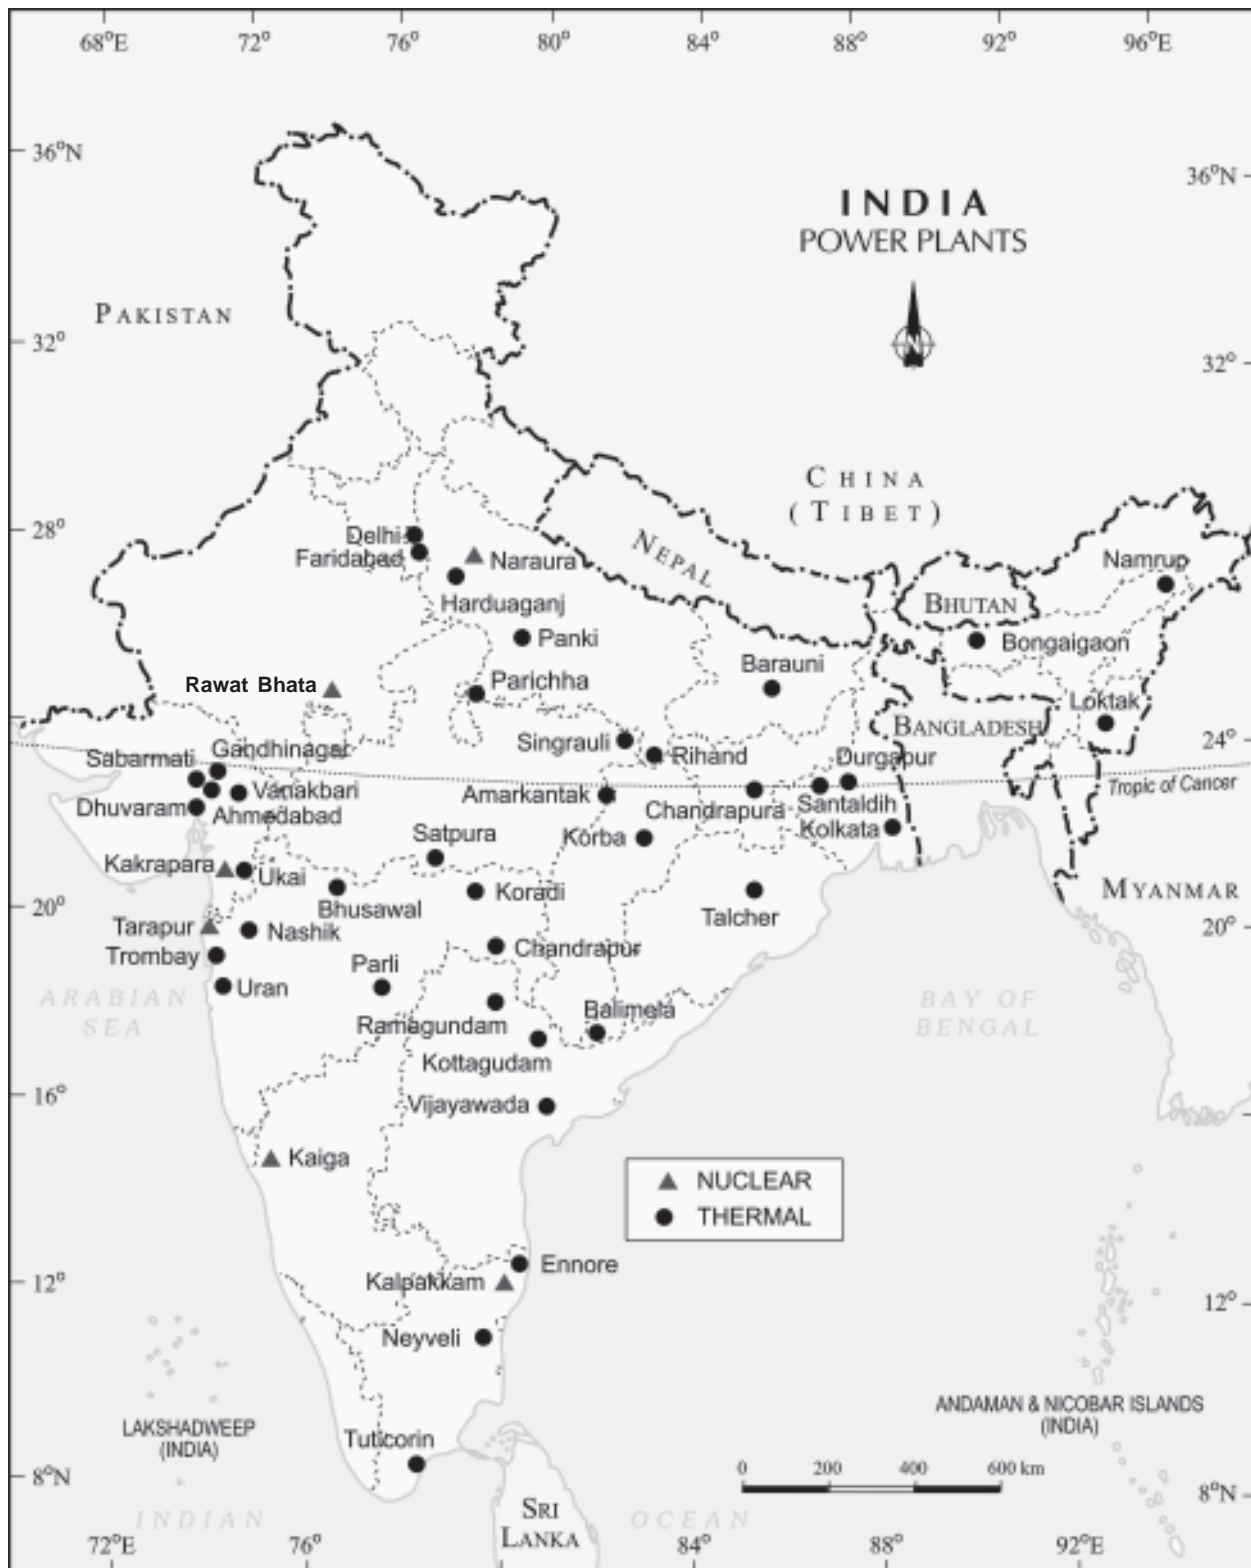 68°E 72° 76° 80° 84° 88° 92° 96°E
36°N
36°N
INDIA
POWER PLANTS
PAKISTAN
N
32°
32°
CHINA
(TIBET)
28°
Delhi
Faridabad
Naraura
NEPAL
Namrup
Harduaganj
BHUTAN
Panki
Bongaigaon
Barauni
Rawat Bhata
Parichha
Loktak
BANGLADESH
Singrauli
24°
Gandhinagar
Sabarmati
Rihand
Durgapur
Tropic of Cancer
Vanakbari
Amarkantak
Dhuvaram
Ahmedabad
Chandrapura
Santaldih
Kolkata
Satpura
Korba
Kakrapara
Ukai
Koradi
MYANMAR
20°
Bhusawal
Talcher
Tarapur
Nashik
20°
Chandrapur
Trombay
Parli
Uran
ARABIAN
SEA
BAY OF
BENGAL
Balimela
Ramagundam
Kottagudam
16°
Vijayawada
Kaiga
NUCLEAR
THERMAL
Ennore
12°
Kalpakkam
12°
Neyveli
LAKSHADWEEP
(INDIA)
ANDAMAN & NICOBAR ISLANDS
(INDIA)
Tuticorin
0 200 400 600 km
8°N
8°N
SRI
LANKA
INDIAN OCEAN
72°E 76° 84° 88° 92°E